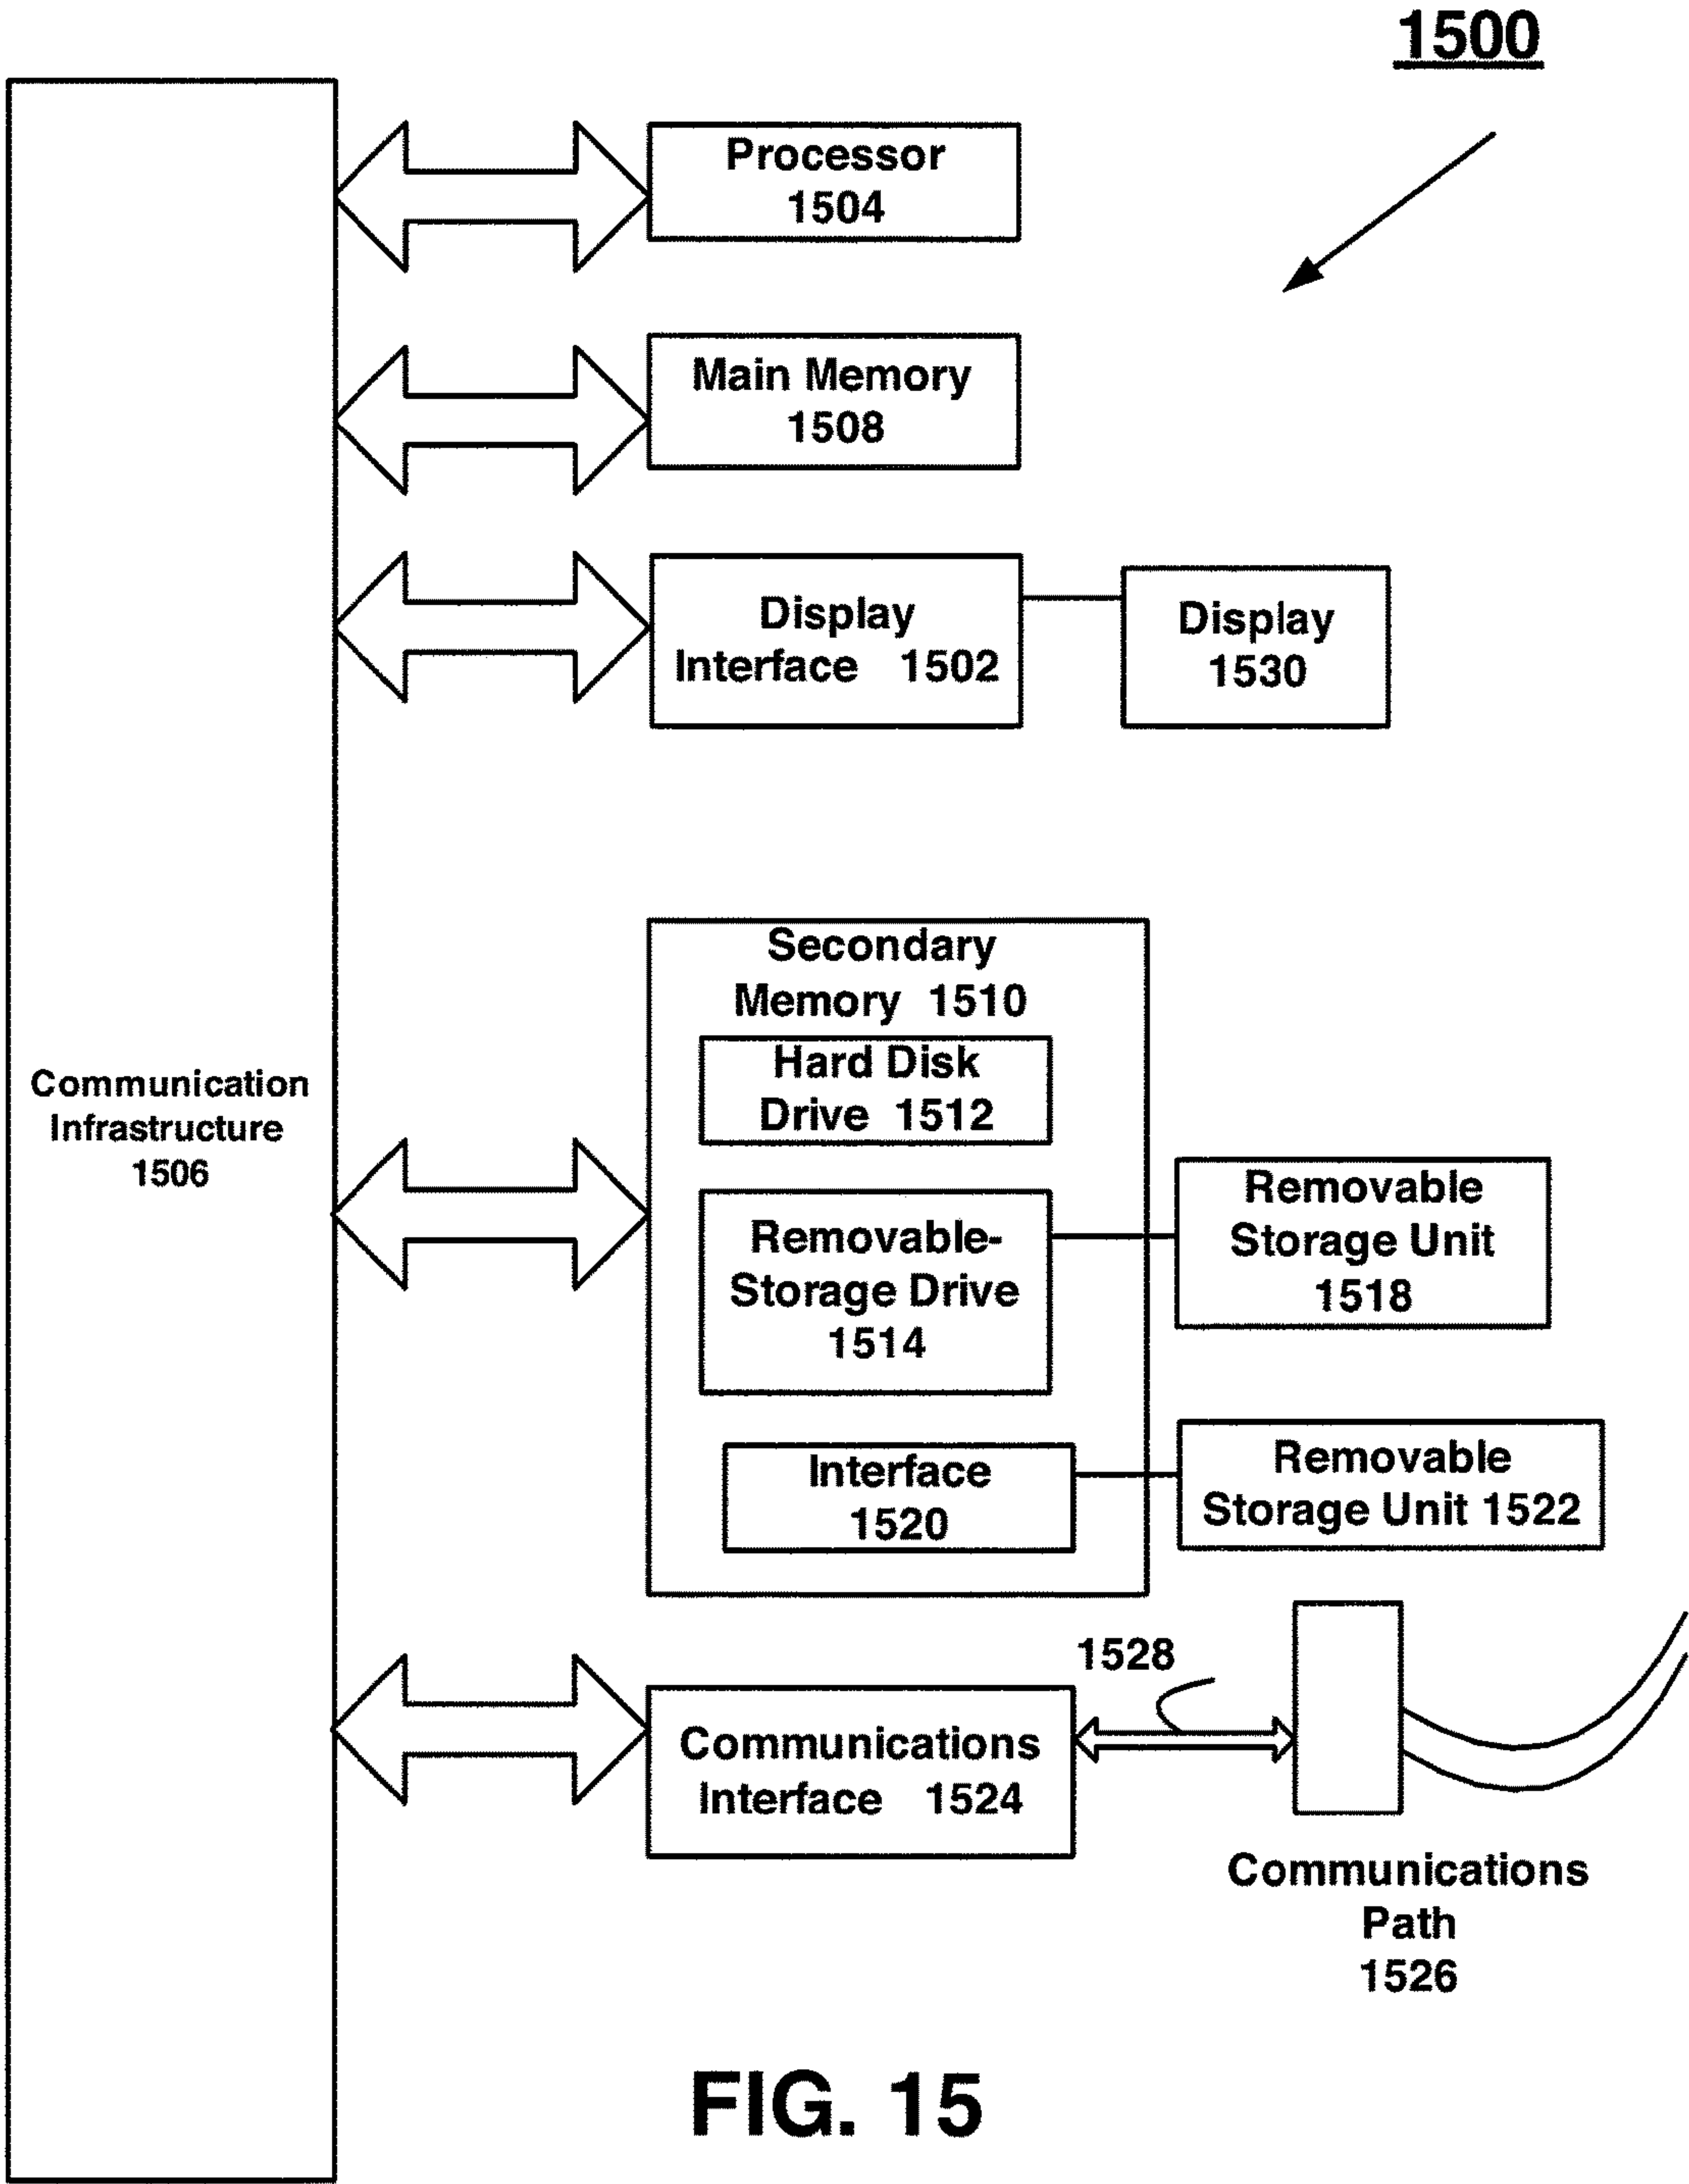 1500
Processor
1504
Main Memory
1508
Display
Interface 1502
Display
1530
Secondary
Memory 1510
Hard Disk
Drive 1512
Communication
Infrastructure
1506
Removable-
Storage Drive
1514
Removable
Storage Unit
1518
Interface
1520
Removable
Storage Unit 1522
1528
Communications
Interface 1524
Communications
Path
1526
FIG. 15